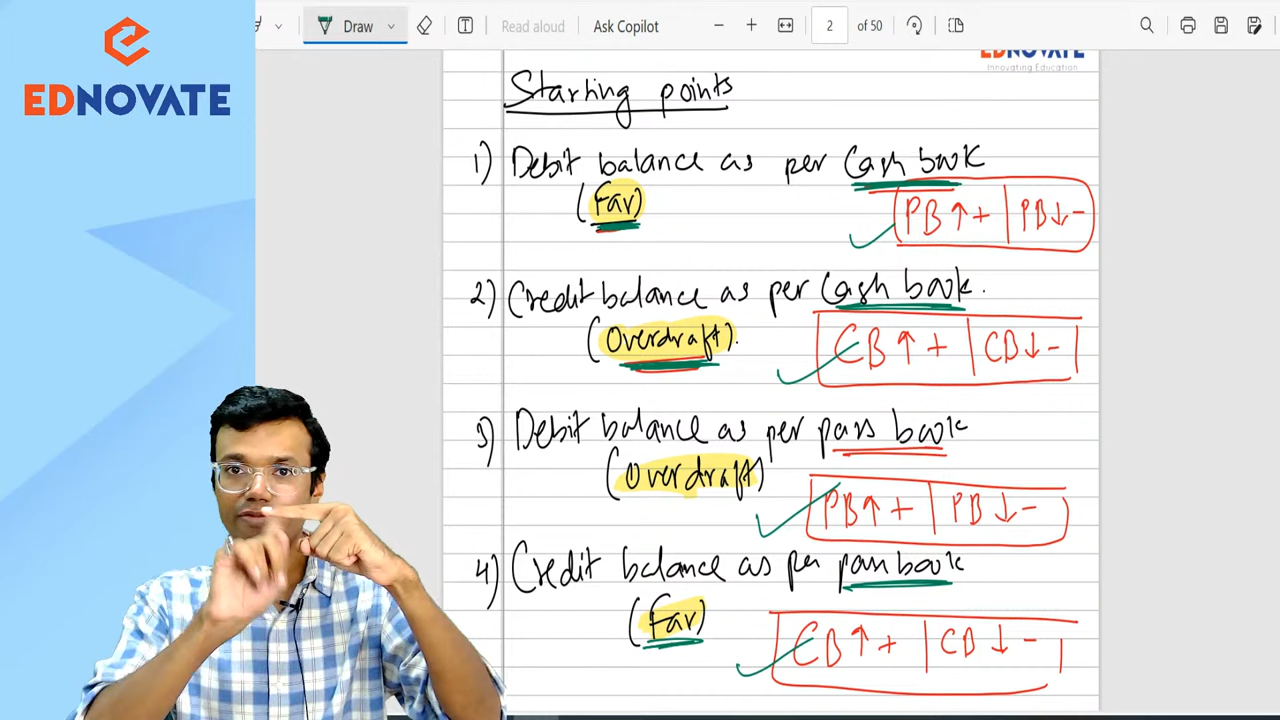 Draw
Read aloud
Ask Copilot
2 of 50
EDNOVATE
EDNOVATE
Innovating Education
Starting points
1) Debit balance as per Cash book
(Fav)
PB↑+ | PB↓-
2) Credit balance as per Cash book.
(Overdraft).
CB↑+ | CB↓-
3) Debit balance as per pass book
(Overdraft)
PB↑+ | PB↓-
4) Credit balance as per pass book
(Fav)
CB↑+ | CB↓-